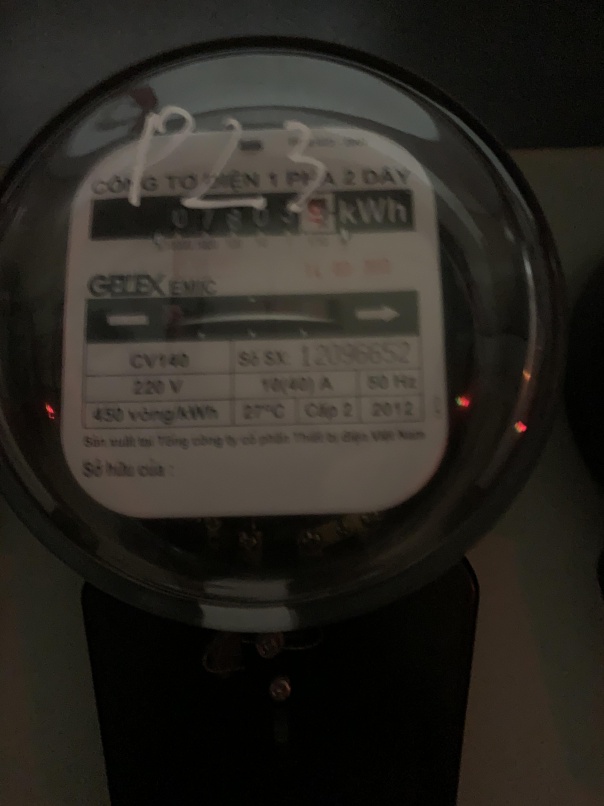 P23
CÔNG TƠ ĐIỆN 1 PHA 2 DÂY
kWh
GELEX EMIC
CV140 Số SX: 12096652
220 V 10(40) A 50 Hz
450 vòng/kWh 27°C Cấp 2 2012
Sản xuất tại Tổng công ty cổ phần Thiết bị điện Việt Nam
Sở hữu của :